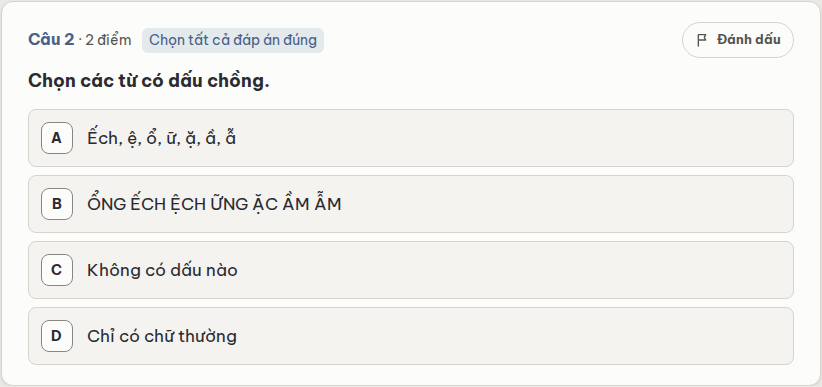 Câu 2 · 2 điểm Chọn tất cả đáp án đúng Đánh dấu
Chọn các từ có dấu chồng.
A Ếch, ệ, ổ, ữ, ặ, ầ, ẫ
B ỔNG ẾCH ỆCH ỮNG ẶC ẦM ẪM
C Không có dấu nào
D Chỉ có chữ thường